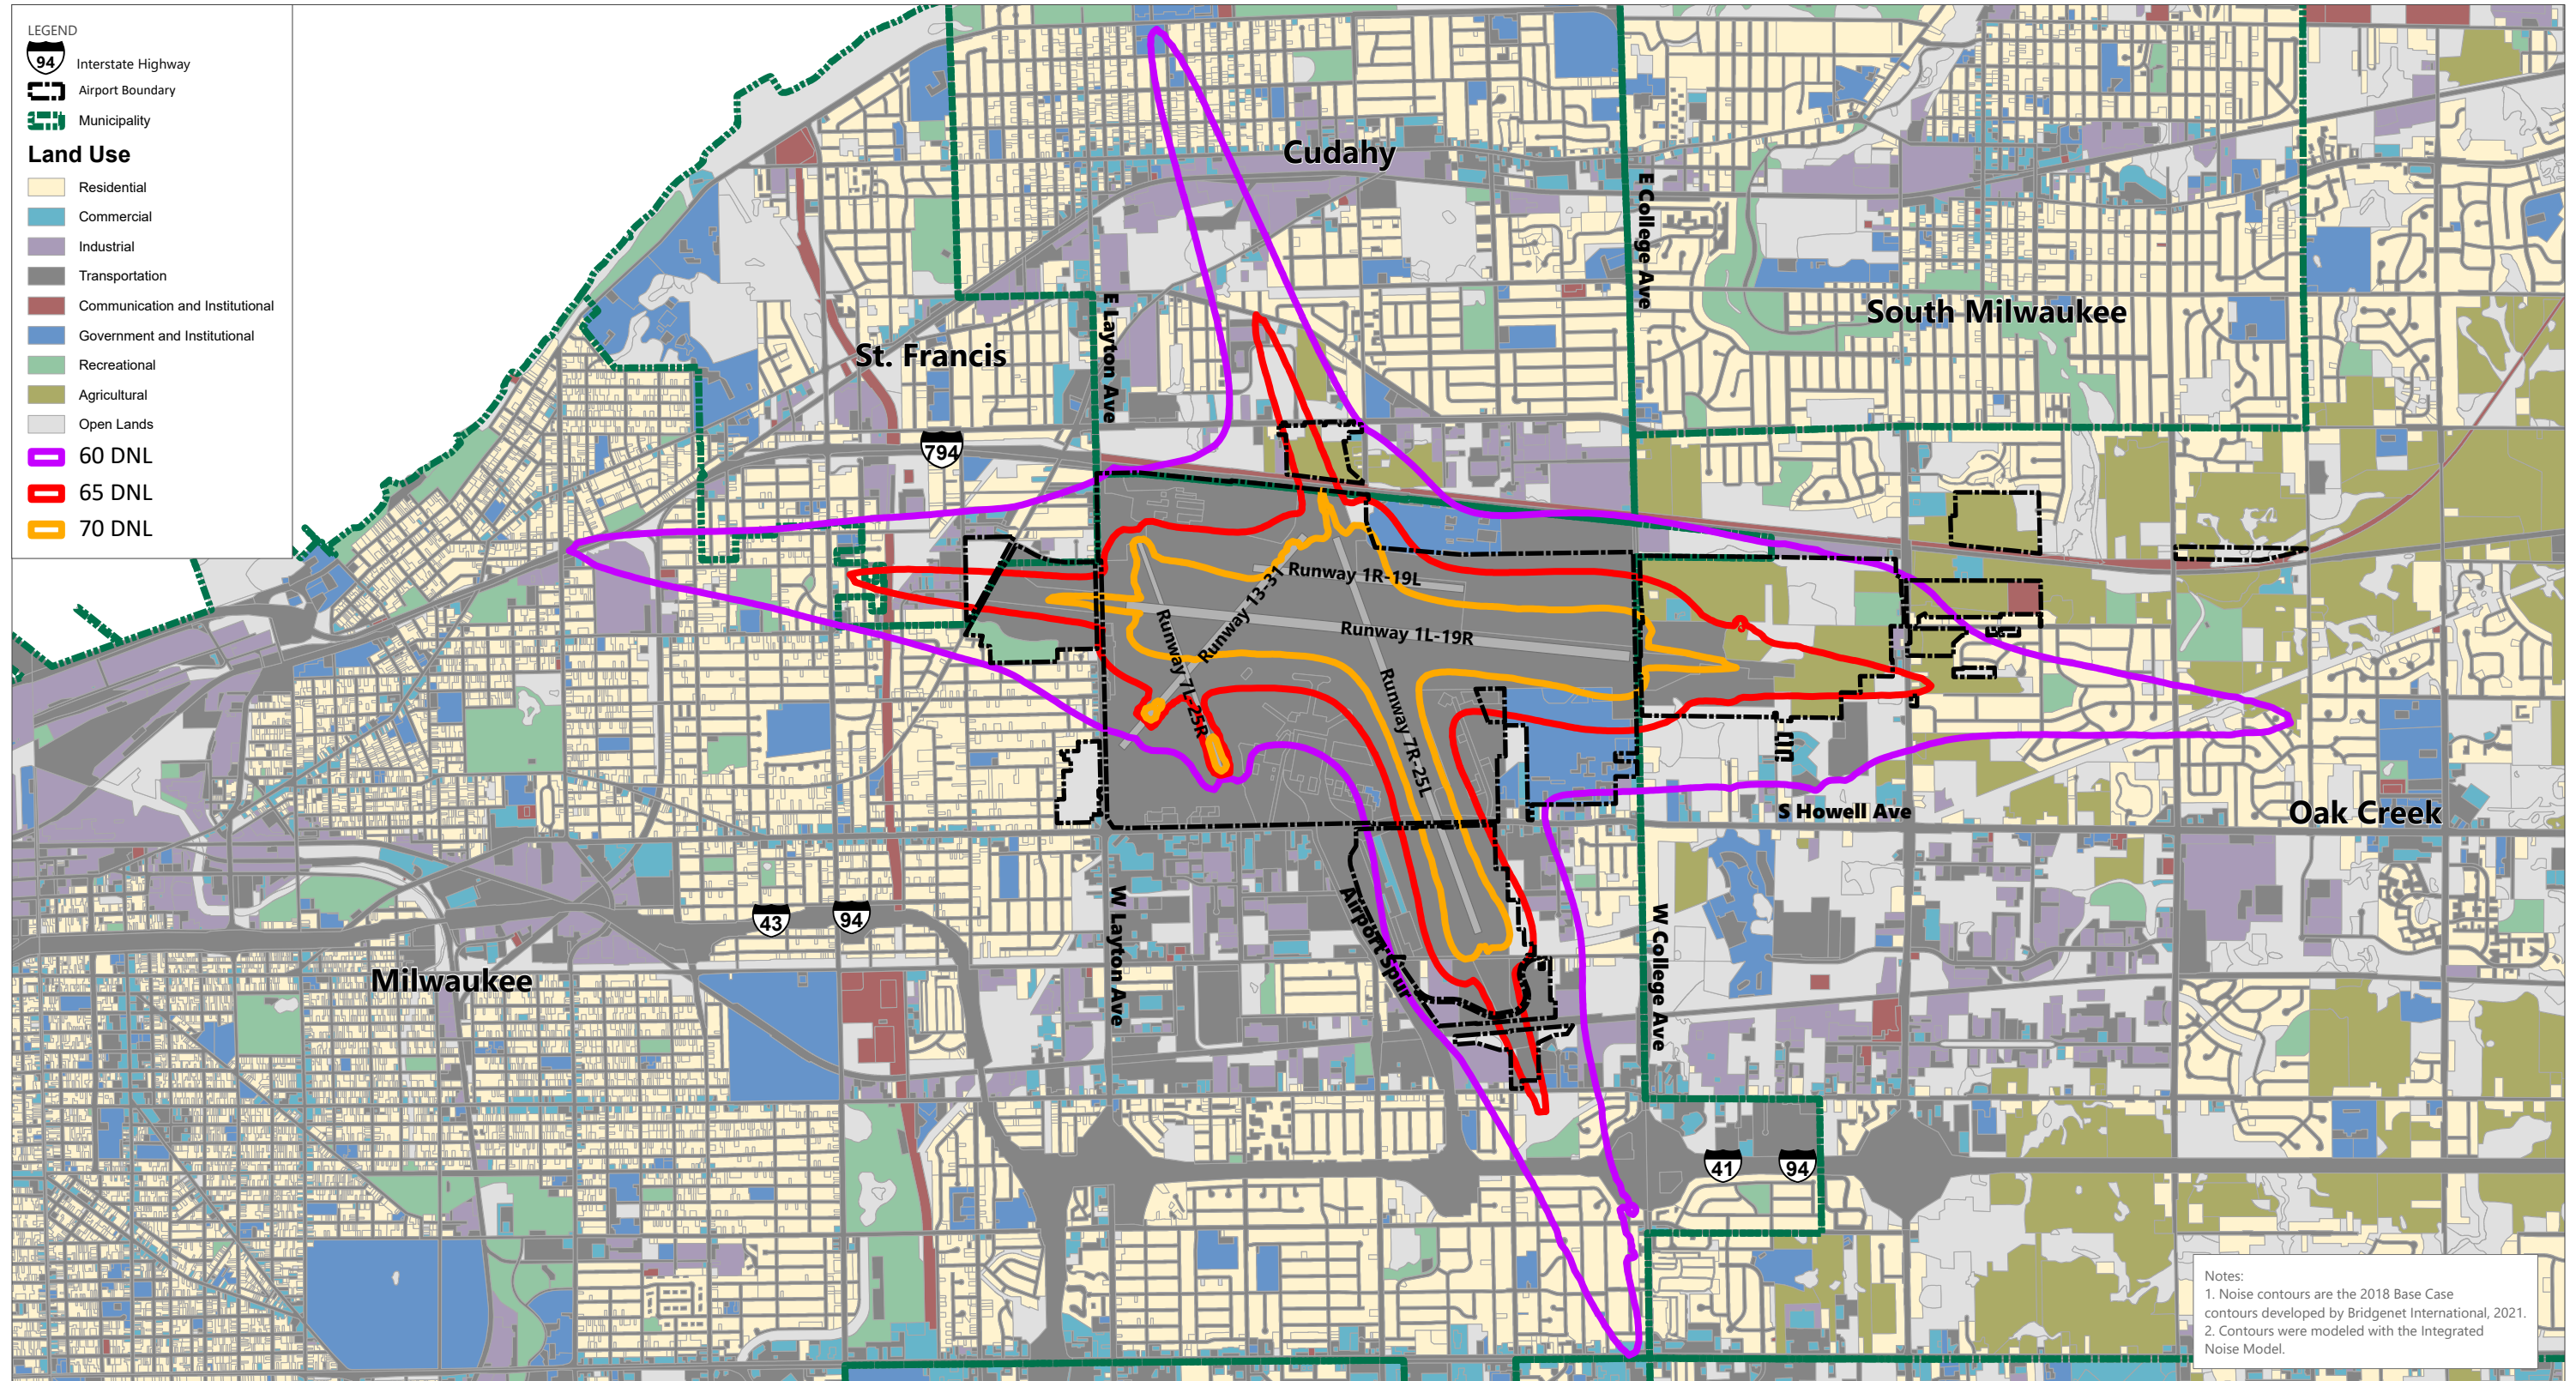 LEGEND
94
Interstate Highway
Airport Boundary
Municipality
Land Use
Residential
Commercial
Industrial
Transportation
Communication and Institutional
Government and Institutional
Recreational
Agricultural
Open Lands
60 DNL
65 DNL
70 DNL
Cudahy
E College Ave
South Milwaukee
E Layton Ave
St. Francis
794
Runway 1R-19L
Runway 13-31
Runway 1L-19R
Runway 7L-25R
Runway 7R-25L
S Howell Ave
Oak Creek
43
94
Airport Spur
W Layton Ave
W College Ave
Milwaukee
41
94
Notes:
1. Noise contours are the 2018 Base Case
contours developed by Bridgenet International, 2021.
2. Contours were modeled with the Integrated
Noise Model.